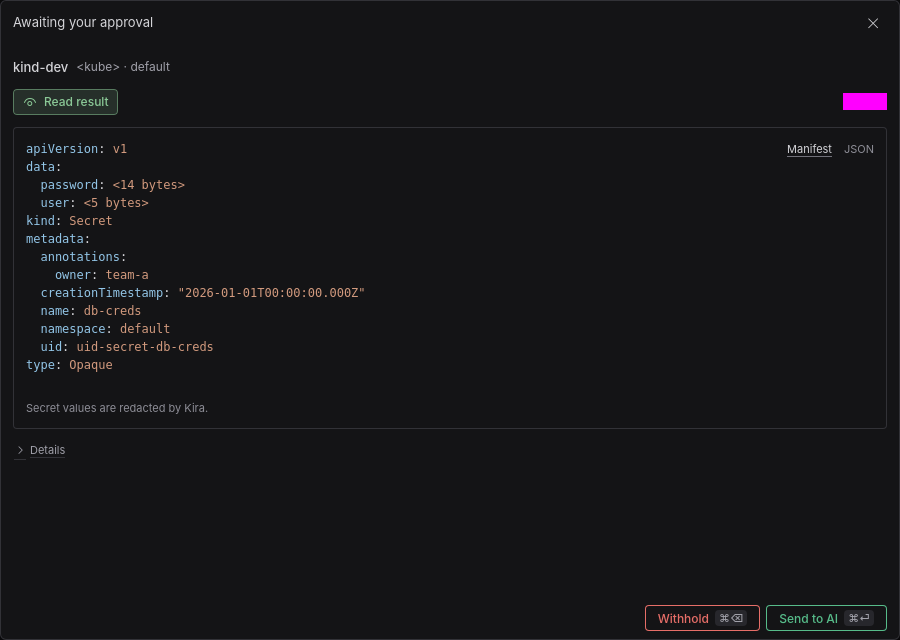 Awaiting your approval
kind-dev <kube> · default
Read result
Manifest JSON
apiVersion: v1
data:
  password: <14 bytes>
  user: <5 bytes>
kind: Secret
metadata:
  annotations:
    owner: team-a
  creationTimestamp: "2026-01-01T00:00:00.000Z"
  name: db-creds
  namespace: default
  uid: uid-secret-db-creds
type: Opaque
Secret values are redacted by Kira.
Details
Withhold ⌘⌫ Send to AI ⌘⏎